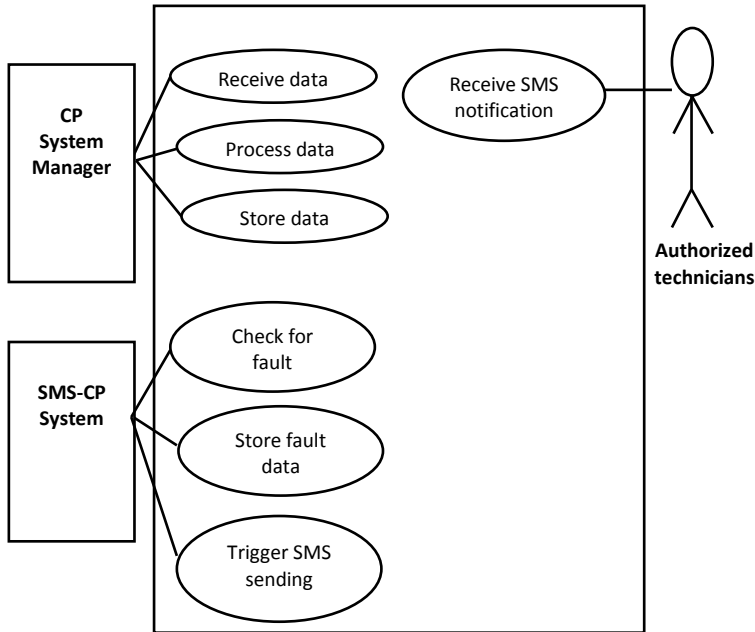 CP
System
Manager
Receive data
Process data
Store data
Receive SMS
notification
Authorized
technicians
SMS-CP
System
Check for
fault
Store fault
data
Trigger SMS
sending